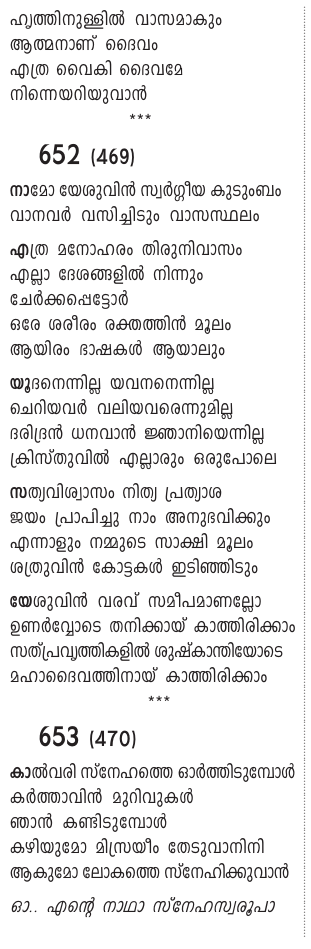 ഹൃത്തിനുള്ളിൽ വാസമാകും
ആത്മനാണ് ദൈവം
എത്ര വൈകി ദൈവമേ
നിന്നെയറിയുവാൻ
***
652 (469)
നാമോ യേശുവിൻ സ്വർഗ്ഗീയ കുടുംബം
വാനവർ വസിച്ചിടും വാസസ്ഥലം
എത്ര മനോഹരം തിരുനിവാസം
എല്ലാ ദേശങ്ങളിൽ നിന്നും
ചേർക്കപ്പെട്ടോർ
ഒരേ ശരീരം രക്തത്തിൻ മൂലം
ആയിരം ഭാഷകൾ ആയാലും
യൂദനെന്നില്ല യവനനെന്നില്ല
ചെറിയവർ വലിയവരെന്നുമില്ല
ദരിദ്രൻ ധനവാൻ ജ്ഞാനിയെന്നില്ല
ക്രിസ്തുവിൽ എല്ലാരും ഒരുപോലെ
സത്യവിശ്വാസം നിത്യ പ്രത്യാശ
ജയം പ്രാപിച്ചു നാം അനുഭവിക്കും
എന്നാളും നമ്മുടെ സാക്ഷി മൂലം
ശത്രുവിൻ കോട്ടകൾ ഇടിഞ്ഞിടും
യേശുവിൻ വരവ് സമീപമാണല്ലോ
ഉണർവ്വോടെ തനിക്കായ് കാത്തിരിക്കാം
സത്പ്രവൃത്തികളിൽ ശുഷ്കാന്തിയോടെ
മഹാദൈവത്തിനായ് കാത്തിരിക്കാം
***
653 (470)
കാൽവരി സ്നേഹത്തെ ഓർത്തിടുമ്പോൾ
കർത്താവിൻ മുറിവുകൾ
ഞാൻ കണ്ടിടുമ്പോൾ
കഴിയുമോ മിസ്രയീം തേടുവാനിനി
ആകുമോ ലോകത്തെ സ്നേഹിക്കുവാൻ
ഓ.. എന്റെ നാഥാ സ്നേഹസ്വരൂപാ